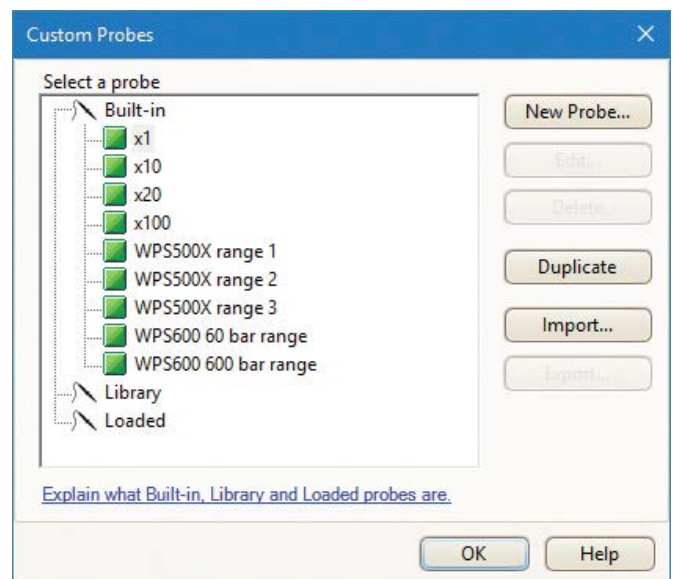 Custom Probes
Select a probe
Built-in
x1
x10
x20
x100
WPS500X range 1
WPS500X range 2
WPS500X range 3
WPS600 60 bar range
WPS600 600 bar range
Library
Loaded
New Probe...
Edit...
Delete
Duplicate
Import...
Export...
Explain what Built-in, Library and Loaded probes are.
OK
Help